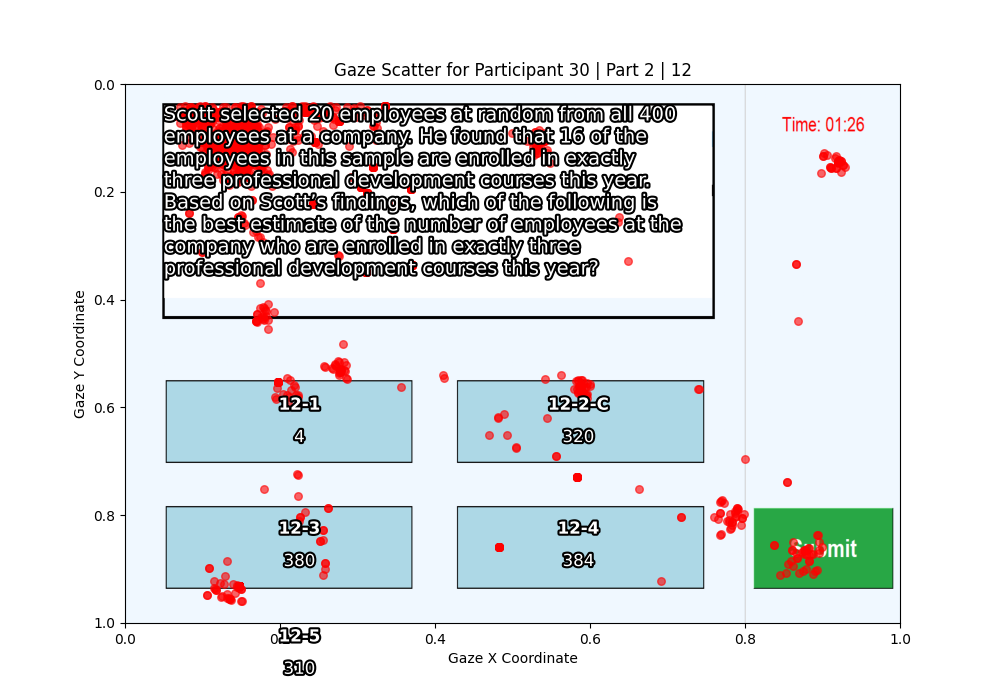 Gaze Scatter for Participant 30 | Part 2 | 12
Time: 01:26
Scott selected 20 employees at random from all 400
employees at a company. He found that 16 of the
employees in this sample are enrolled in exactly
three professional development courses this year.
Based on Scott's findings, which of the following is
the best estimate of the number of employees at the
company who are enrolled in exactly three
professional development courses this year?
12-1
4
12-2-C
320
12-3
380
12-4
384
Submit
12-5
310
Gaze X Coordinate
Gaze Y Coordinate
0.0
0.2
0.4
0.6
0.8
1.0
0.0
0.2
0.4
0.6
0.8
1.0